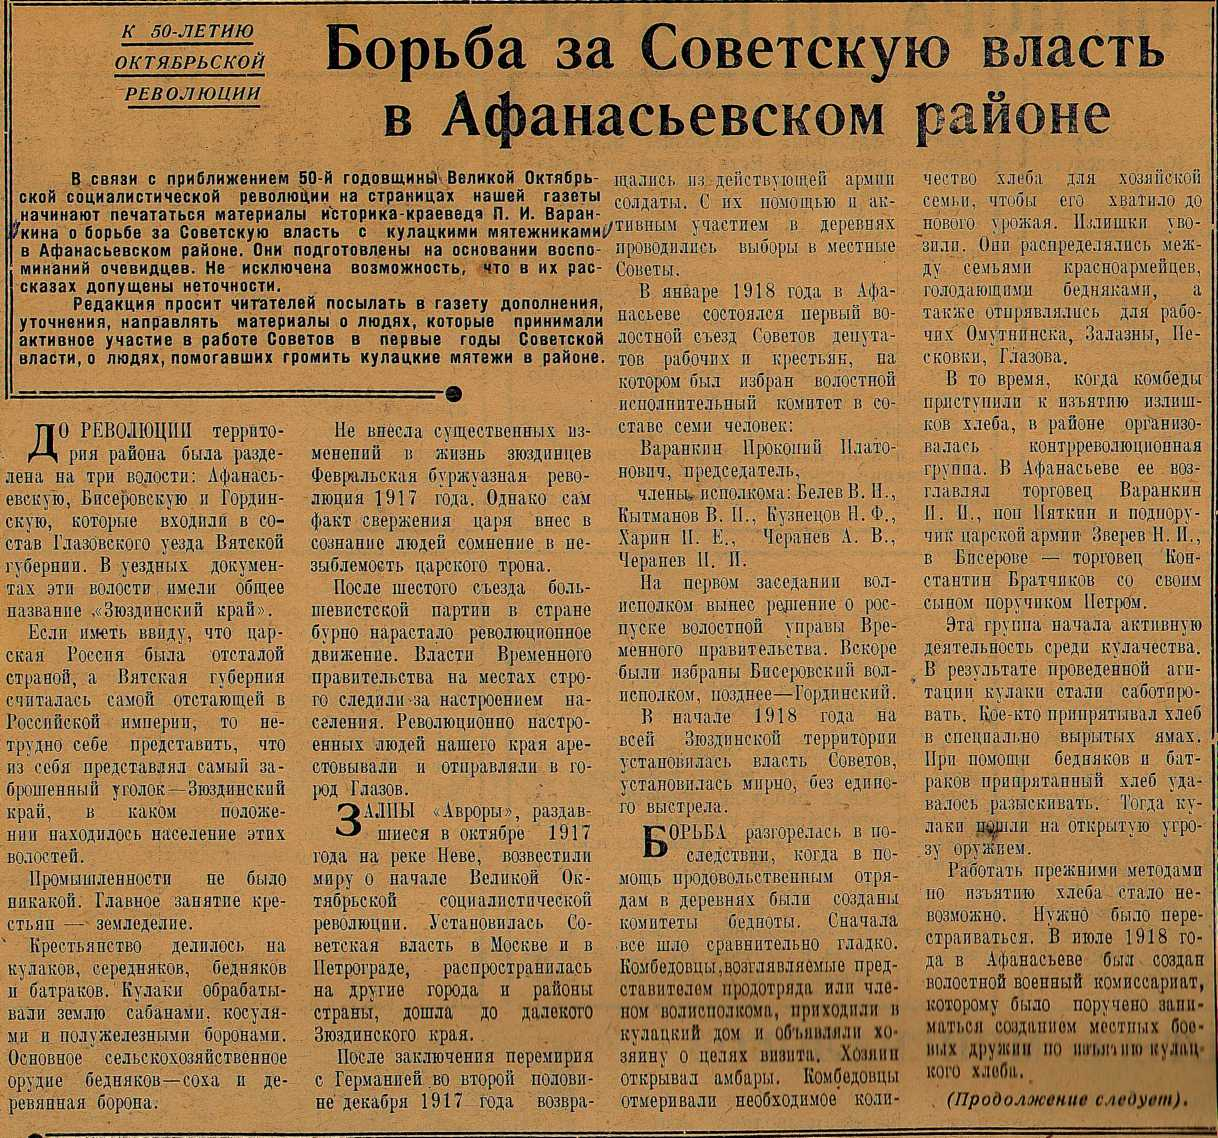 К 50-ЛЕТИЮ
ОКТЯБРЬСКОЙ
РЕВОЛЮЦИИ
Борьба за Советскую власть
в Афанасьевском районе
В связи с приближением 50-й годовщины Великой Октябрь-
ской социалистической революции на страницах нашей газеты
начинают печататься материалы историка-краеведа П. И. Варан-
кина о борьбе за Советскую власть с кулацкими мятежниками
в Афанасьевском районе. Они подготовлены на основании воспо-
минаний очевидцев. Не исключена возможность, что в их рас-
сказах допущены неточности.
Редакция просит читателей посылать в газету дополнения,
уточнения, направлять материалы о людях, которые принимали
активное участие в работе Советов в первые годы Советской
власти, о людях, помогавших громить кулацкие мятежи в районе.
ДО РЕВОЛЮЦИИ террито-
рия района была разде-
лена на три волости: Афанась-
евскую, Бисеровскую и Гордин-
скую, которые входили в со-
став Глазовского уезда Вятской
губернии. В уездных докумен-
тах эти волости имели общее
название «Зюздинский край».
Если иметь ввиду, что цар-
ская Россия была отсталой
страной, а Вятская губерния
считалась самой отстающей в
Российской империи, то не-
трудно себе представить, что
из себя представлял самый за-
брошенный уголок—Зюздинский
край, в каком положе-
нии находилось население этих
волостей.
Промышленности не было
никакой. Главное занятие кре-
стьян — земледелие.
Крестьянство делилось на
кулаков, середняков, бедняков
и батраков. Кулаки обрабаты-
вали землю сабанами, косуля-
ми и полужелезными боронами.
Основное сельскохозяйственное
орудие бедняков—соха и де-
ревянная борона.
Не внесла существенных из-
менений в жизнь зюздинцев
Февральская буржуазная рево-
люция 1917 года. Однако сам
факт свержения царя внес в
сознание людей сомнение в не-
зыблемость царского трона.
После шестого съезда боль-
шевистской партии в стране
бурно нарастало революционное
движение. Власти Временного
правительства на местах стро-
го следили за настроением на-
селения. Революционно настро-
енных людей нашего края аре-
стовывали и отправляли в го-
род Глазов.
ЗАЛПЫ «Авроры», раздав-
шиеся в октябре 1917
года на реке Неве, возвестили
миру о начале Великой Ок-
тябрьской социалистической
революции. Установилась Со-
ветская власть в Москве и в
Петрограде, распространилась
на другие города и районы
страны, дошла до далекого
Зюздинского края.
После заключения перемирия
с Германией во второй полови-
не декабря 1917 года возвра-
щались из действующей армии
солдаты. С их помощью и ак-
тивным участием в деревнях
проводились выборы в местные
Советы.
В январе 1918 года в Афа-
насьеве состоялся первый во-
лостной съезд Советов депута-
тов рабочих и крестьян, на
котором был избран волостной
исполнительный комитет в со-
ставе семи человек:
Варанкин Прокопий Плато-
нович, председатель,
члены исполкома: Белев В. Н.,
Кытманов В. П., Кузнецов Н. Ф.,
Харин П. Е., Черанев А. В.,
Черанев П. П.
На первом заседании вол-
исполком вынес решение о рос-
пуске волостной управы Вре-
менного правительства. Вскоре
были избраны Бисеровский вол-
исполком, позднее—Гординский.
В начале 1918 года на
всей Зюздинской территории
установилась власть Советов,
установилась мирно, без едино-
го выстрела.
БОРЬБА разгорелась в по-
следствии, когда в по-
мощь продовольственным отря-
дам в деревнях были созданы
комитеты бедноты. Сначала
все шло сравнительно гладко.
Комбедовцы, возглавляемые пред-
ставителем продотряда или чле-
ном волисполкома, приходили в
кулацкий дом и объявляли хо-
зяину о целях визита. Хозяин
открывал амбары. Комбедовцы
отмеривали необходимое коли-
чество хлеба для хозяйской
семьи, чтобы его хватило до
нового урожая. Излишки уво-
зили. Они распределялись меж-
ду семьями красноармейцев,
голодающими бедняками, а
также отправлялись для рабо-
чих Омутнинска, Залазны, Пе-
сковки, Глазова.
В то время, когда комбеды
приступили к изъятию излиш-
ков хлеба, в районе организо-
валась контрреволюционная
группа. В Афанасьеве ее воз-
главлял торговец Варанкин
И. И., поп Пяткин и подпору-
чик царской армии Зверев Н. И.,
в Бисерове — торговец Кон-
стантин Братчиков со своим
сыном поручиком Петром.
Эта группа начала активную
деятельность среди кулачества.
В результате проведенной аги-
тации кулаки стали саботиро-
вать. Кое-кто припрятывал хлеб
в специально вырытых ямах.
При помощи бедняков и бат-
раков припрятанный хлеб уда-
валось разыскивать. Тогда ку-
лаки пошли на открытую угро-
зу оружием.
Работать прежними методами
по изъятию хлеба стало не-
возможно. Нужно было пере-
страиваться. В июле 1918 го-
да в Афанасьеве был создан
волостной военный комиссариат,
которому было поручено зани-
маться созданием местных бое-
вых дружин по изъятию кулац-
кого хлеба.
(Продолжение следует).